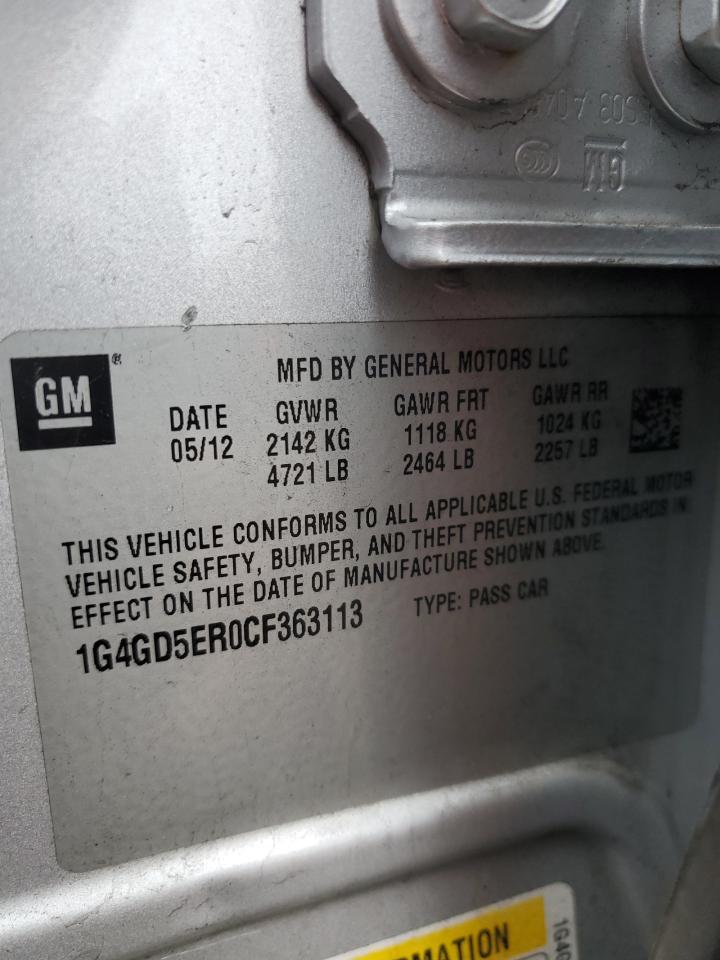 GM
GM ® MFD BY GENERAL MOTORS LLC
DATE GVWR GAWR FRT GAWR RR
05/12 2142 KG 1118 KG 1024 KG
4721 LB 2464 LB 2257 LB
THIS VEHICLE CONFORMS TO ALL APPLICABLE U.S. FEDERAL MOTOR
VEHICLE SAFETY, BUMPER, AND THEFT PREVENTION STANDARDS IN
EFFECT ON THE DATE OF MANUFACTURE SHOWN ABOVE.
1G4GD5ER0CF363113 TYPE: PASS CAR